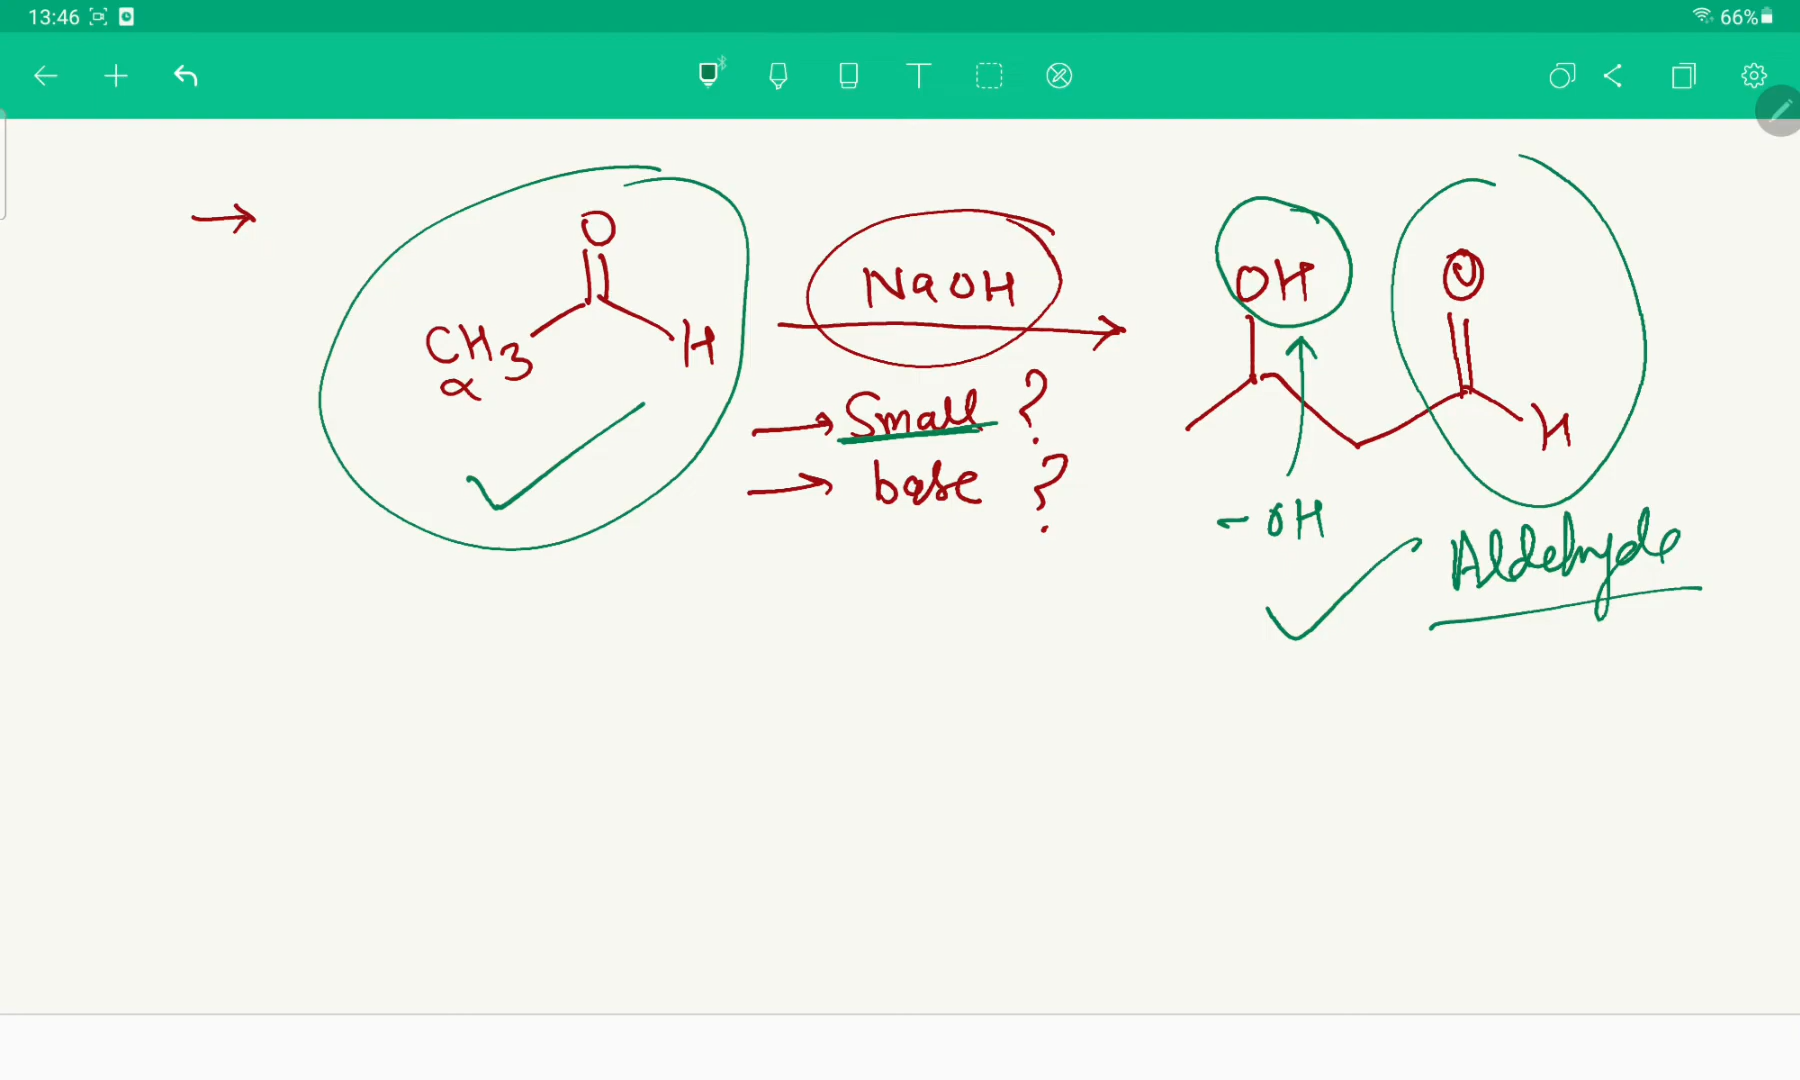 13:46
66%
→
O
CH3
H
α
NaOH
→ Small ?
→ base ?
OH
O
H
- OH
Aldehyde